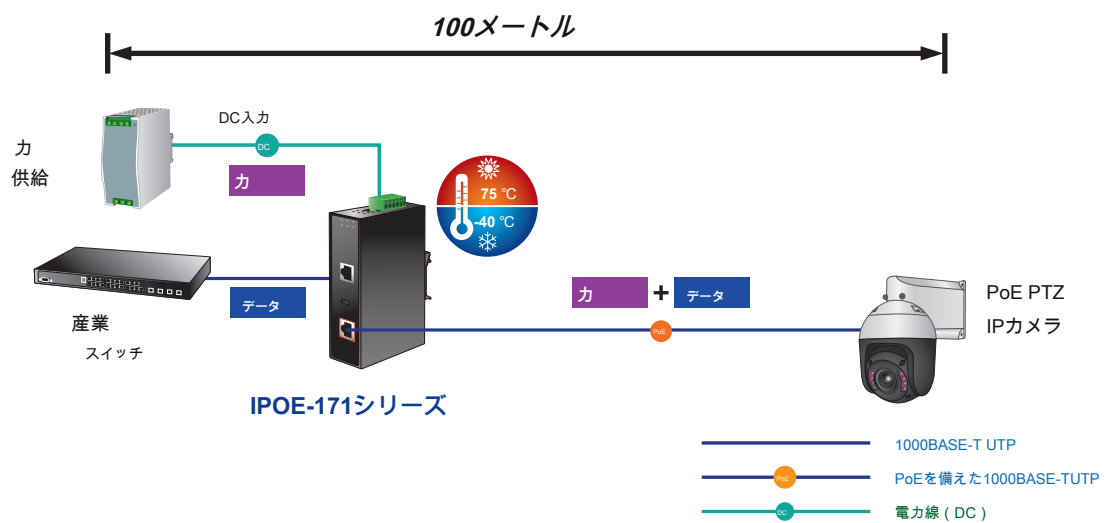 100メートル
DC入力
DC
力
供給
力
75 ℃
-40 ℃
データ
産業
スイッチ
力 + データ
PoE
PoE PTZ
IPカメラ
IPOE-171シリーズ
1000BASE-T UTP
PoE
PoEを備えた1000BASE-TUTP
DC
電力線（DC）